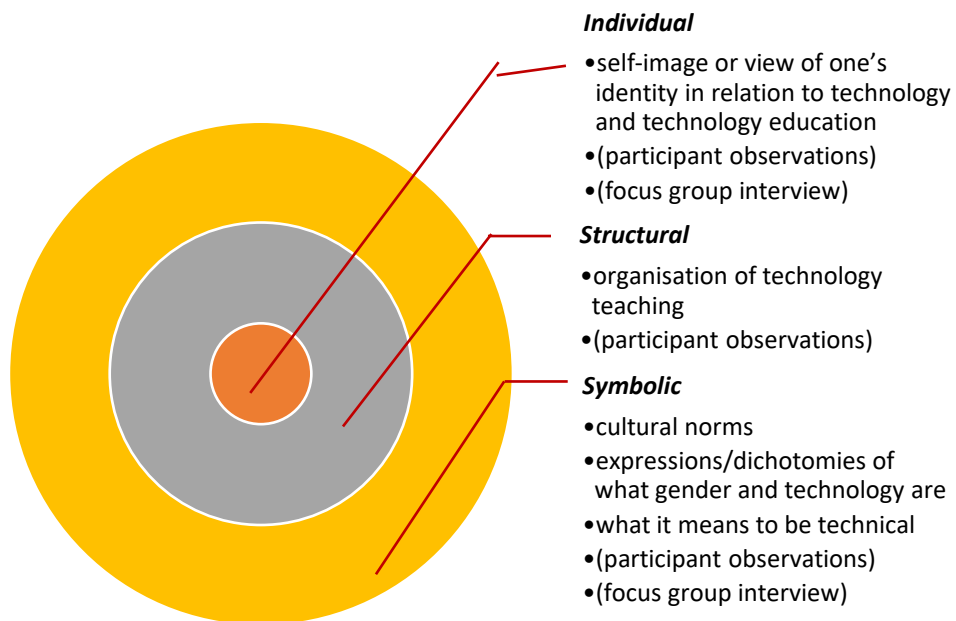 Individual
•self-image or view of one's
identity in relation to technology
and technology education
•(participant observations)
•(focus group interview)
Structural
•organisation of technology
teaching
•(participant observations)
Symbolic
•cultural norms
•expressions/dichotomies of
what gender and technology are
•what it means to be technical
•(participant observations)
•(focus group interview)